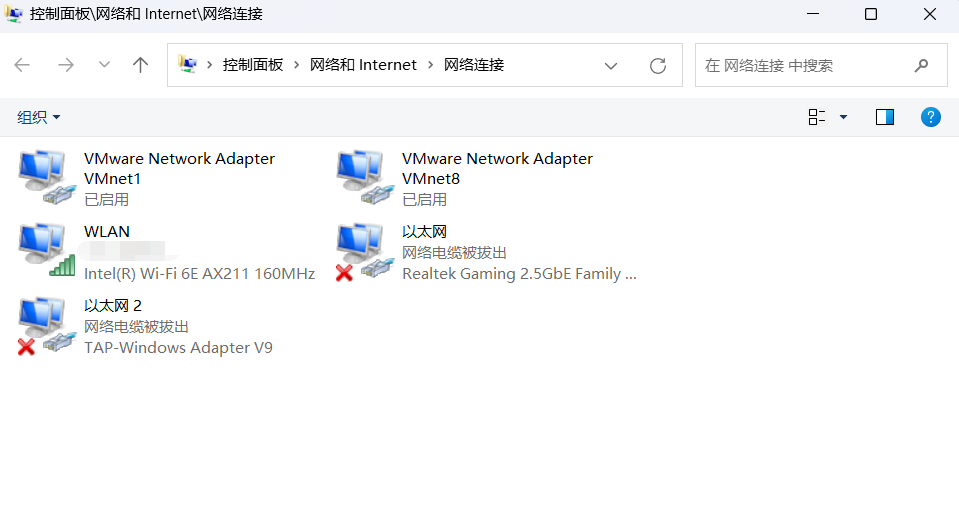 控制面板\网络和 Internet\网络连接
控制面板 网络和 Internet 网络连接
在 网络连接 中搜索
组织
VMware Network Adapter
VMnet1
已启用
VMware Network Adapter
VMnet8
已启用
WLAN
Intel(R) Wi-Fi 6E AX211 160MHz
以太网
网络电缆被拔出
Realtek Gaming 2.5GbE Family ...
以太网 2
网络电缆被拔出
TAP-Windows Adapter V9